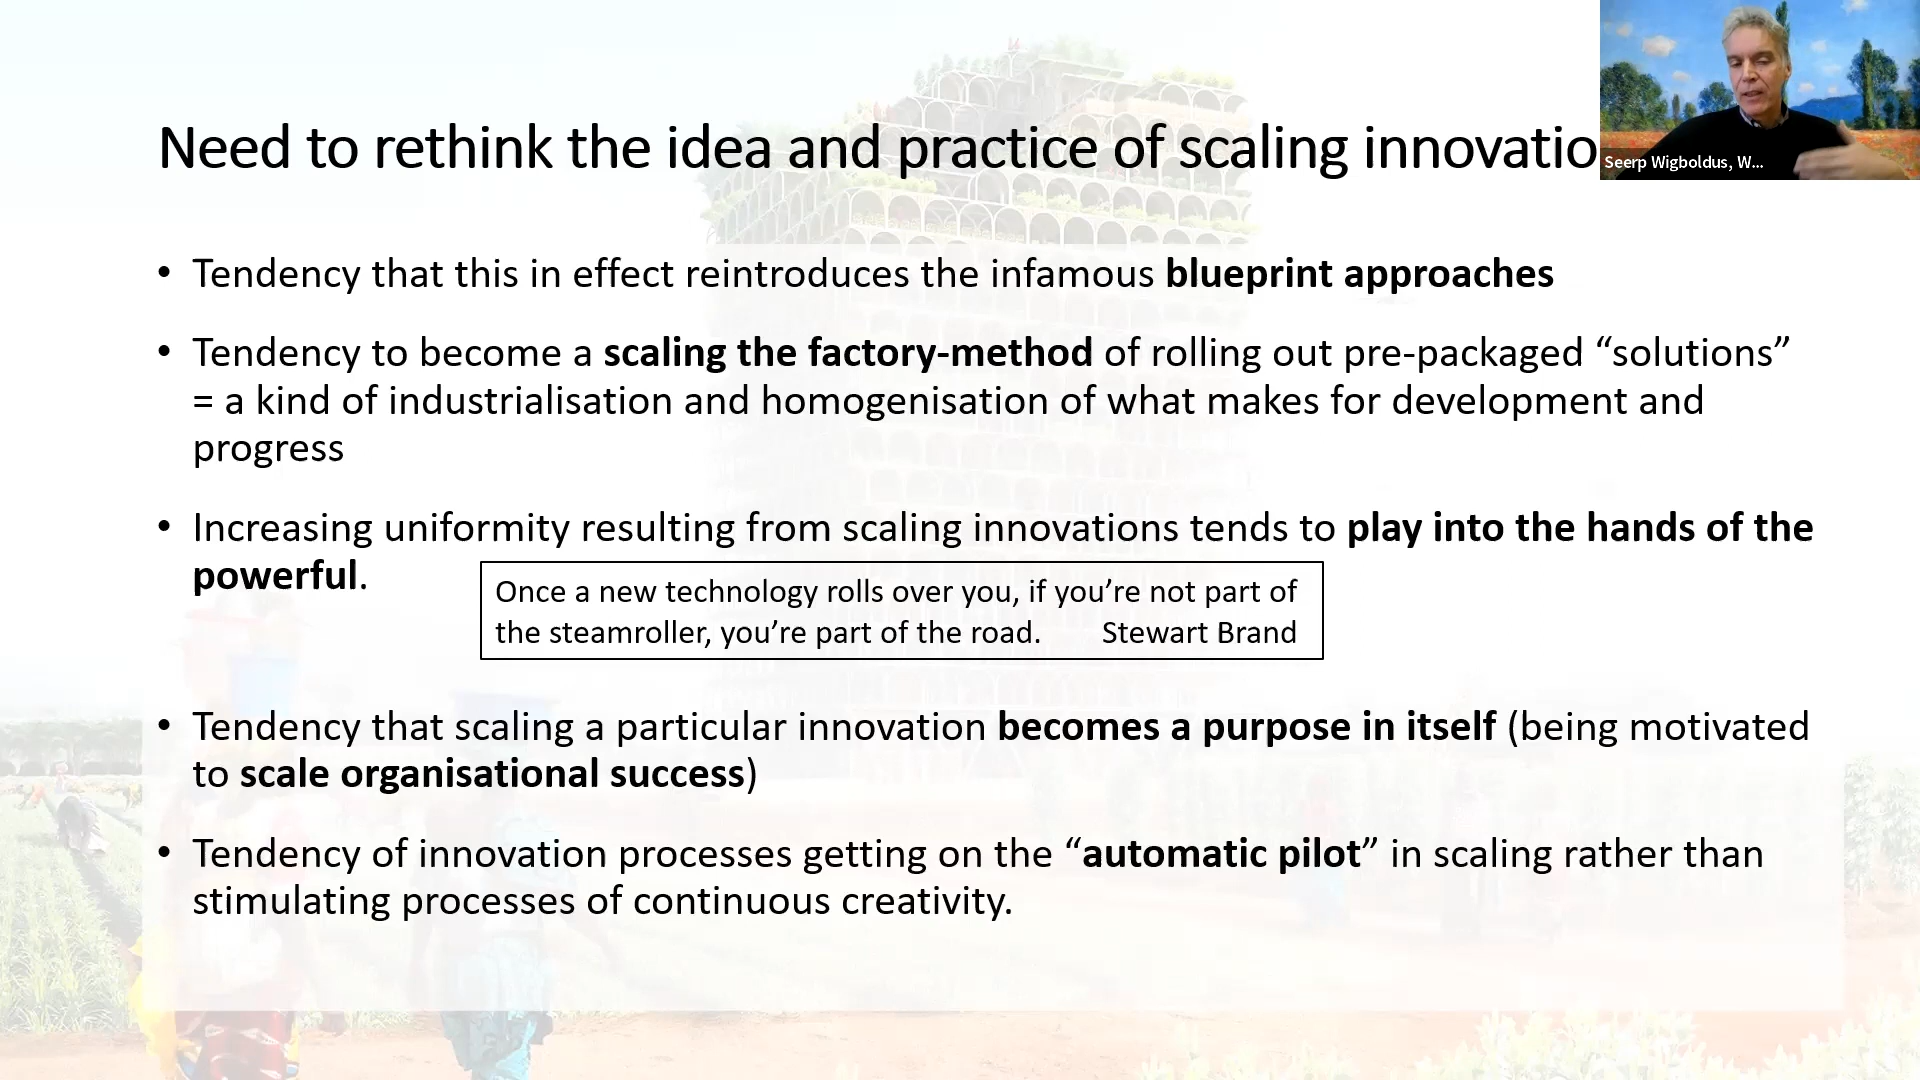 Need to rethink the idea and practice of scaling innovatio
Seerp Wigboldus, W...
• Tendency that this in effect reintroduces the infamous blueprint approaches
• Tendency to become a scaling the factory-method of rolling out pre-packaged “solutions”
= a kind of industrialisation and homogenisation of what makes for development and
progress
• Increasing uniformity resulting from scaling innovations tends to play into the hands of the
powerful.
Once a new technology rolls over you, if you’re not part of
the steamroller, you’re part of the road. Stewart Brand
• Tendency that scaling a particular innovation becomes a purpose in itself (being motivated
to scale organisational success)
• Tendency of innovation processes getting on the “automatic pilot” in scaling rather than
stimulating processes of continuous creativity.